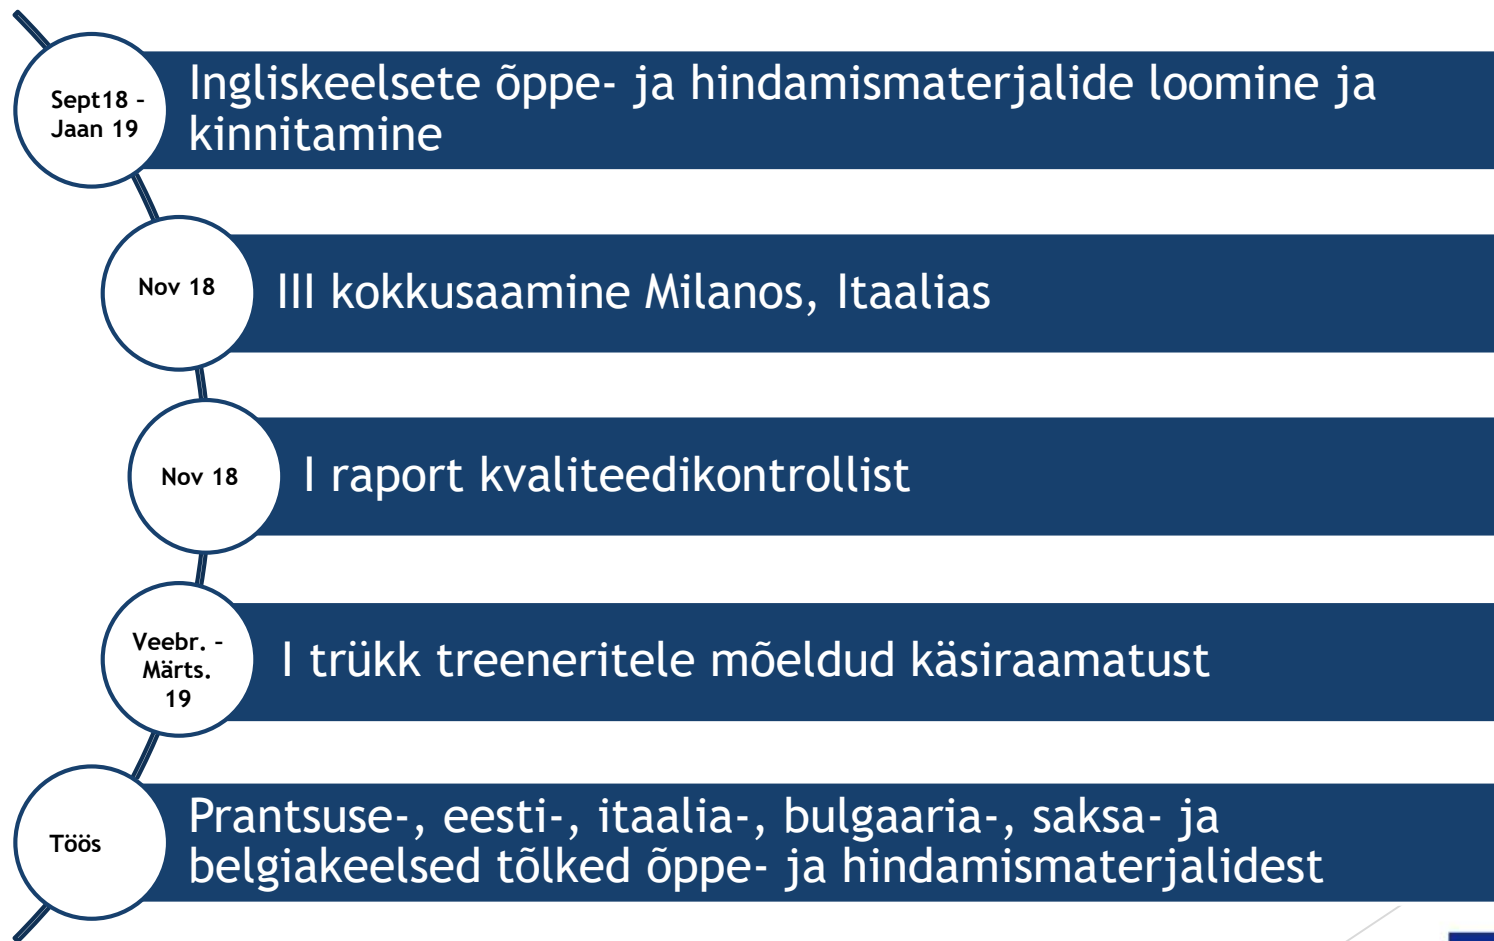 Sept18 –
Jaan 19
Ingliskeelsete õppe- ja hindamismaterjalide loomine ja
kinnitamine
Nov 18
III kokkusaamine Milanos, Itaalias
Nov 18
I raport kvaliteedikontrollist
Veebr. –
Märts.
19
I trükk treeneritele mõeldud käsiraamatust
Töös
Prantsuse-, eesti-, itaalia-, bulgaaria-, saksa- ja
belgiakeelsed tõlked õppe- ja hindamismaterjalidest